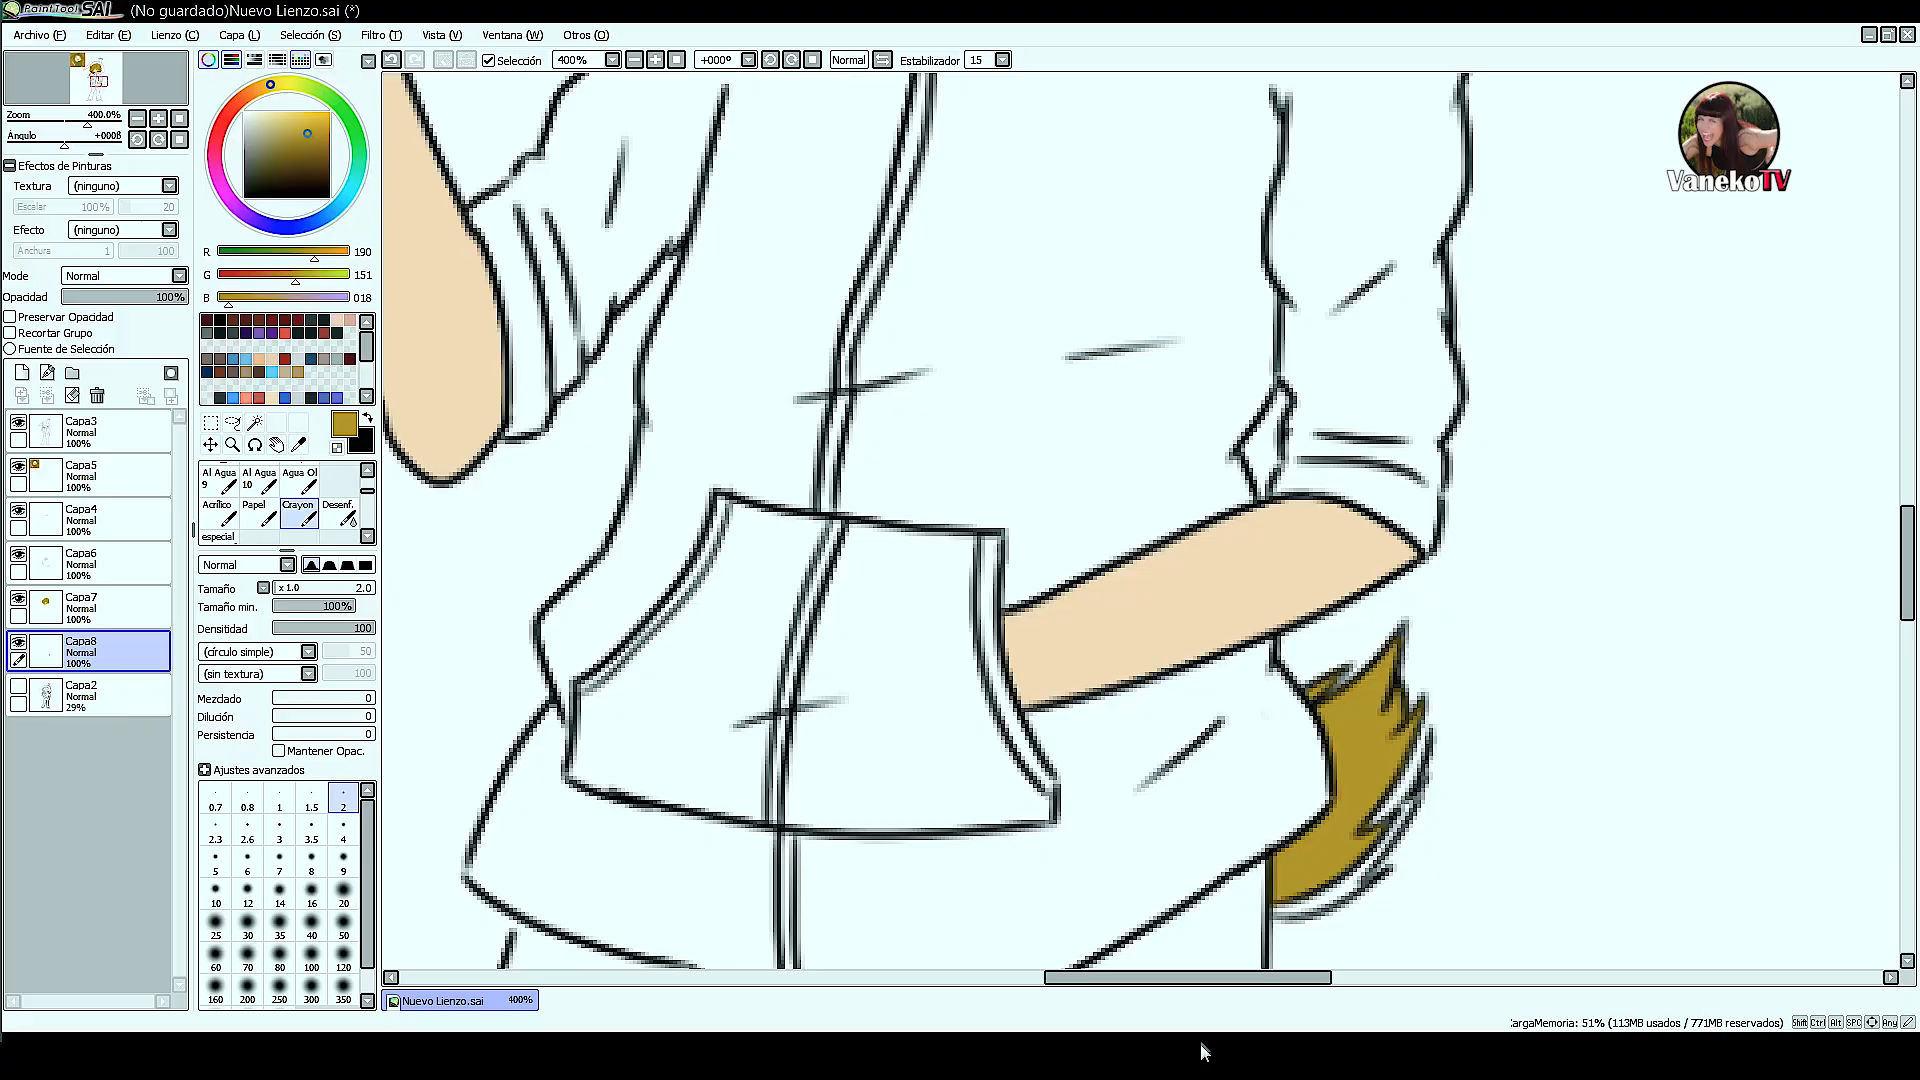 PaintTool SAI (No guardado)Nuevo Lienzo.sai (*)
Archivo (F) Editar (E) Lienzo (C) Capa (L) Selección (S) Filtro (T) Vista (V) Ventana (W) Otros (O)
Selección 400% +000º Normal Estabilizador 15
Zoom 400.0%
Ángulo +000º
Efectos de Pinturas
Textura (ninguno)
Escalar 100% 20
Efecto (ninguno)
Anchura 1 100
Mode Normal
Opacidad 100%
Preservar Opacidad
Recortar Grupo
Fuente de Selección
Capa3
Normal
100%
Capa5
Normal
100%
Capa4
Normal
100%
Capa6
Normal
100%
Capa7
Normal
100%
Capa8
Normal
100%
Capa2
Normal
29%
R 190
G 151
B 018
Al Agua 9 Al Agua 10 Agua Ol
Acrílico Papel Crayon Desenf.
especial
Normal
Tamaño x 1.0 2.0
Tamaño min. 100%
Densitidad 100
(círculo simple) 50
(sin textura) 100
Mezclado 0
Dilución 0
Persistencia 0
Mantener Opac.
Ajustes avanzados
0.7 0.8 1 1.5 2
2.3 2.6 3 3.5 4
5 6 7 8 9
10 12 14 16 20
25 30 35 40 50
60 70 80 100 120
160 200 250 300 350
VanekoTV
Nuevo Lienzo.sai 400%
argaMemoria: 51% (113MB usados / 771MB reservados) Shift Ctrl Alt SPC Any